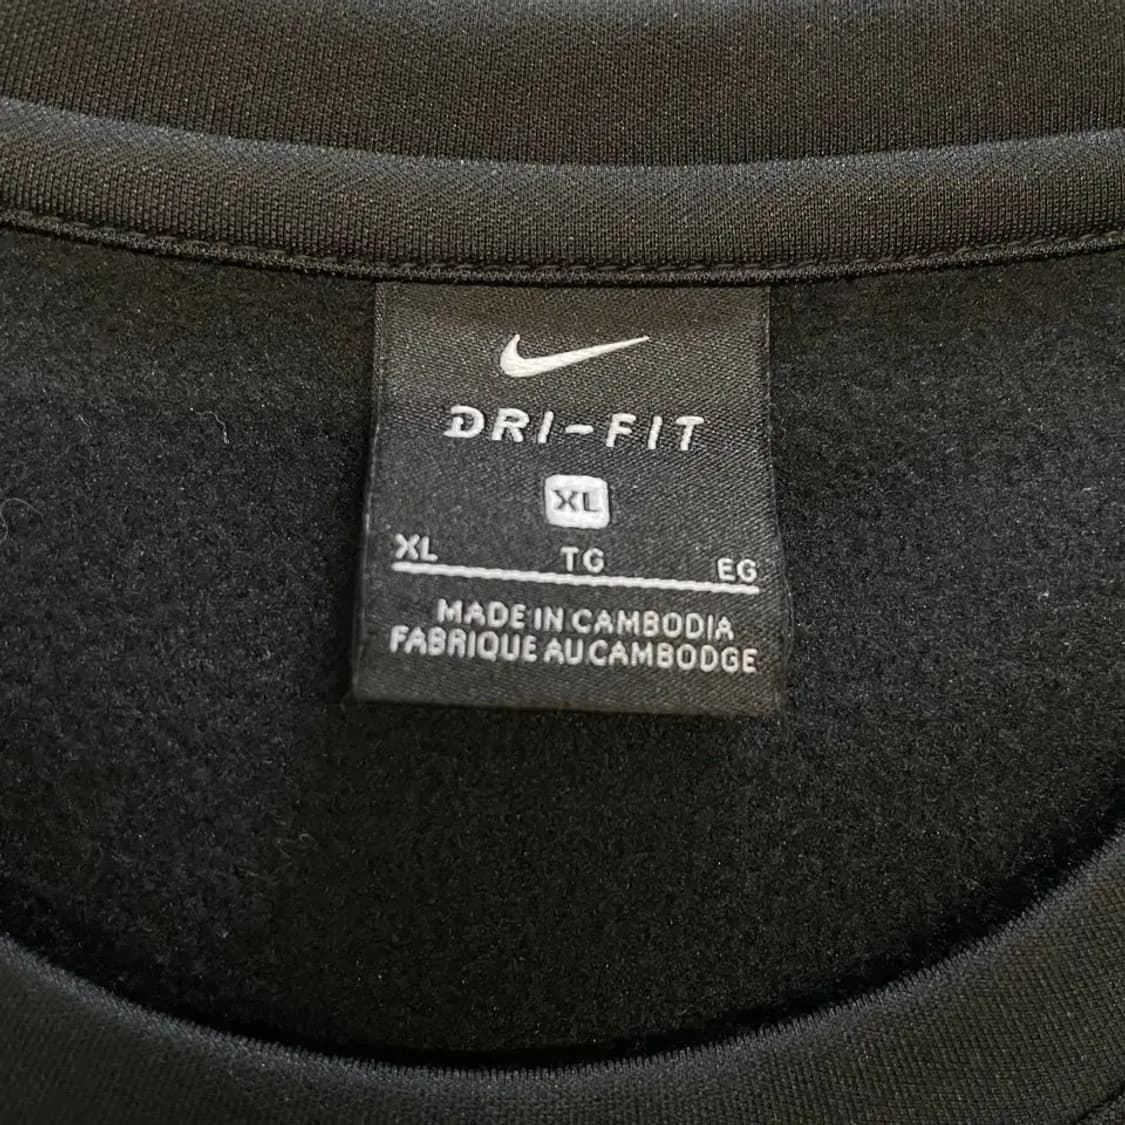 DRI-FIT
XL
XL TG EG
MADE IN CAMBODIA
FABRIQUE AU CAMBODGE